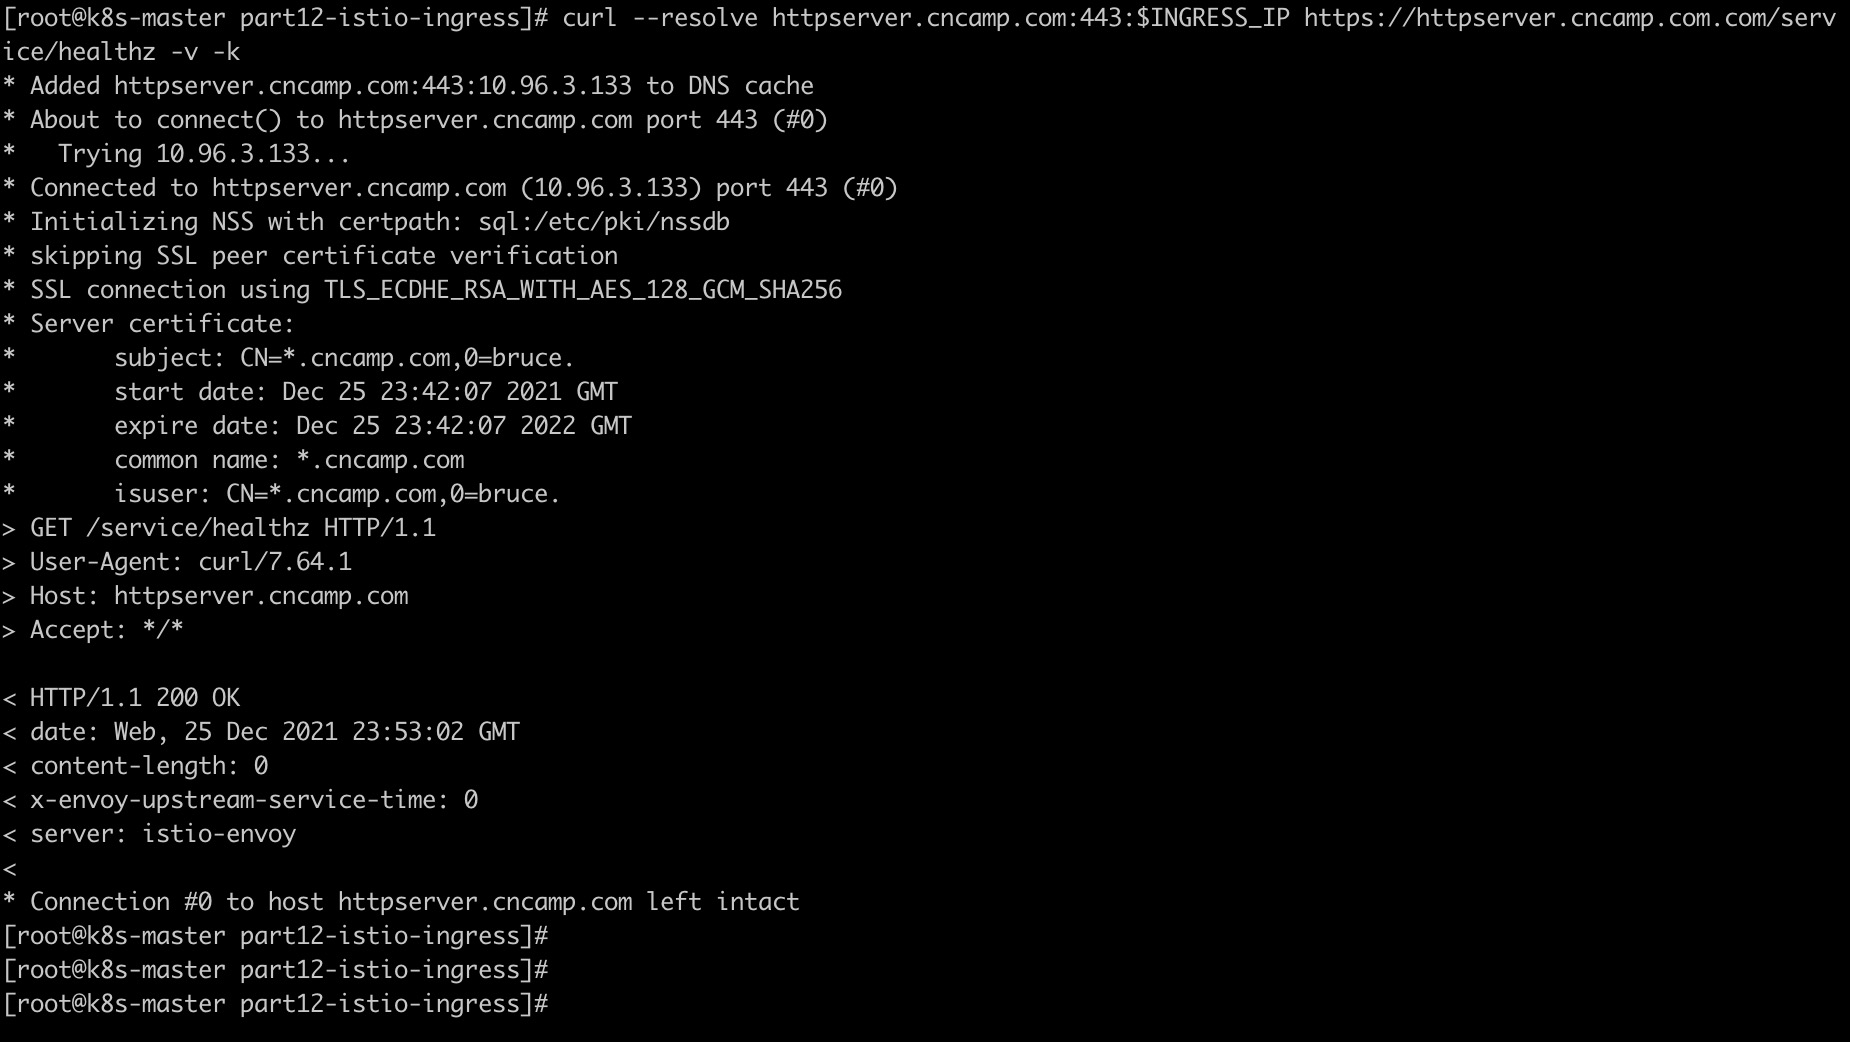 [root@k8s-master part12-istio-ingress]# curl --resolve httpserver.cncamp.com:443:$INGRESS_IP https://httpserver.cncamp.com.com/serv
ice/healthz -v -k
* Added httpserver.cncamp.com:443:10.96.3.133 to DNS cache
* About to connect() to httpserver.cncamp.com port 443 (#0)
*   Trying 10.96.3.133...
* Connected to httpserver.cncamp.com (10.96.3.133) port 443 (#0)
* Initializing NSS with certpath: sql:/etc/pki/nssdb
* skipping SSL peer certificate verification
* SSL connection using TLS_ECDHE_RSA_WITH_AES_128_GCM_SHA256
* Server certificate:
*       subject: CN=*.cncamp.com,0=bruce.
*       start date: Dec 25 23:42:07 2021 GMT
*       expire date: Dec 25 23:42:07 2022 GMT
*       common name: *.cncamp.com
*       isuser: CN=*.cncamp.com,0=bruce.
> GET /service/healthz HTTP/1.1
> User-Agent: curl/7.64.1
> Host: httpserver.cncamp.com
> Accept: */*

< HTTP/1.1 200 OK
< date: Web, 25 Dec 2021 23:53:02 GMT
< content-length: 0
< x-envoy-upstream-service-time: 0
< server: istio-envoy
<
* Connection #0 to host httpserver.cncamp.com left intact
[root@k8s-master part12-istio-ingress]#
[root@k8s-master part12-istio-ingress]#
[root@k8s-master part12-istio-ingress]#